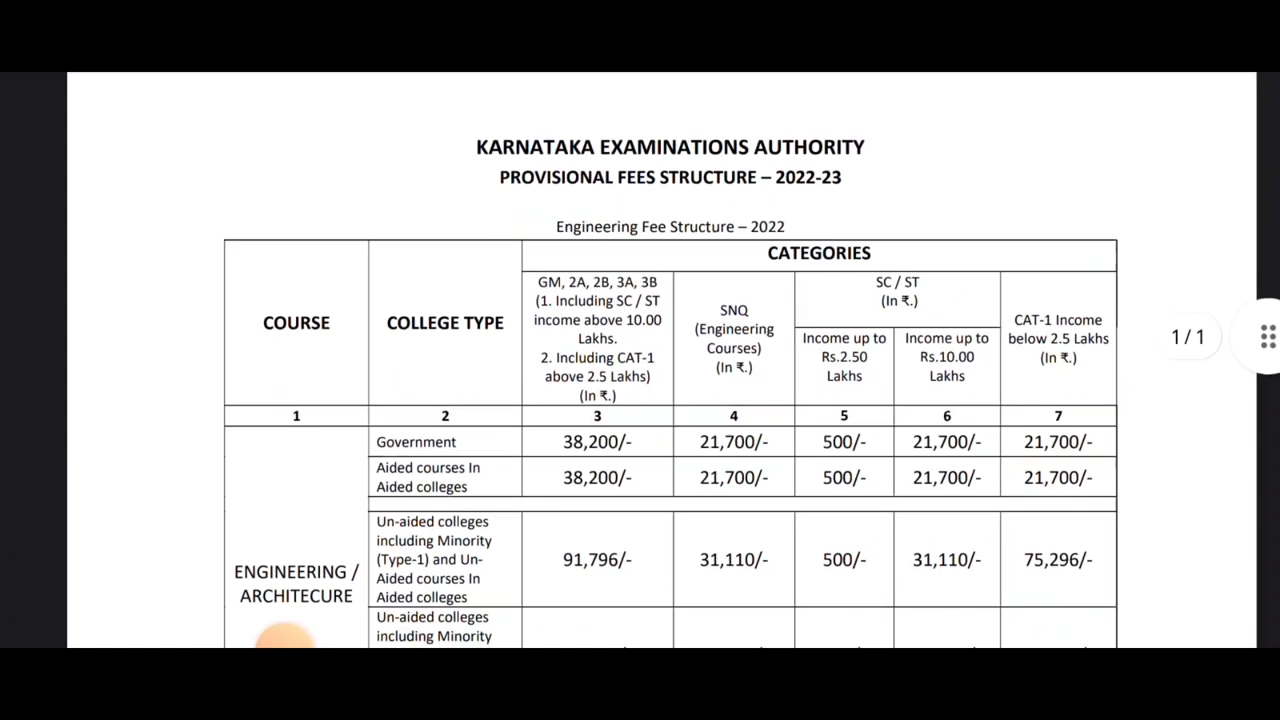 KARNATAKA EXAMINATIONS AUTHORITY
PROVISIONAL FEES STRUCTURE – 2022-23
Engineering Fee Structure – 2022
COURSE
COLLEGE TYPE
CATEGORIES
GM, 2A, 2B, 3A, 3B
(1. Including SC / ST
income above 10.00
Lakhs.
2. Including CAT-1
above 2.5 Lakhs)
(In ₹.)
SNQ
(Engineering
Courses)
(In ₹.)
SC / ST
(In ₹.)
Income up to
Rs.2.50
Lakhs
Income up to
Rs.10.00
Lakhs
CAT-1 Income
below 2.5 Lakhs
(In ₹.)
1 / 1
1 2 3 4 5 6 7
ENGINEERING /
ARCHITECURE
Government 38,200/- 21,700/- 500/- 21,700/- 21,700/-
Aided courses In
Aided colleges
38,200/- 21,700/- 500/- 21,700/- 21,700/-
Un-aided colleges
including Minority
(Type-1) and Un-
Aided courses In
Aided colleges
91,796/- 31,110/- 500/- 31,110/- 75,296/-
Un-aided colleges
including Minority